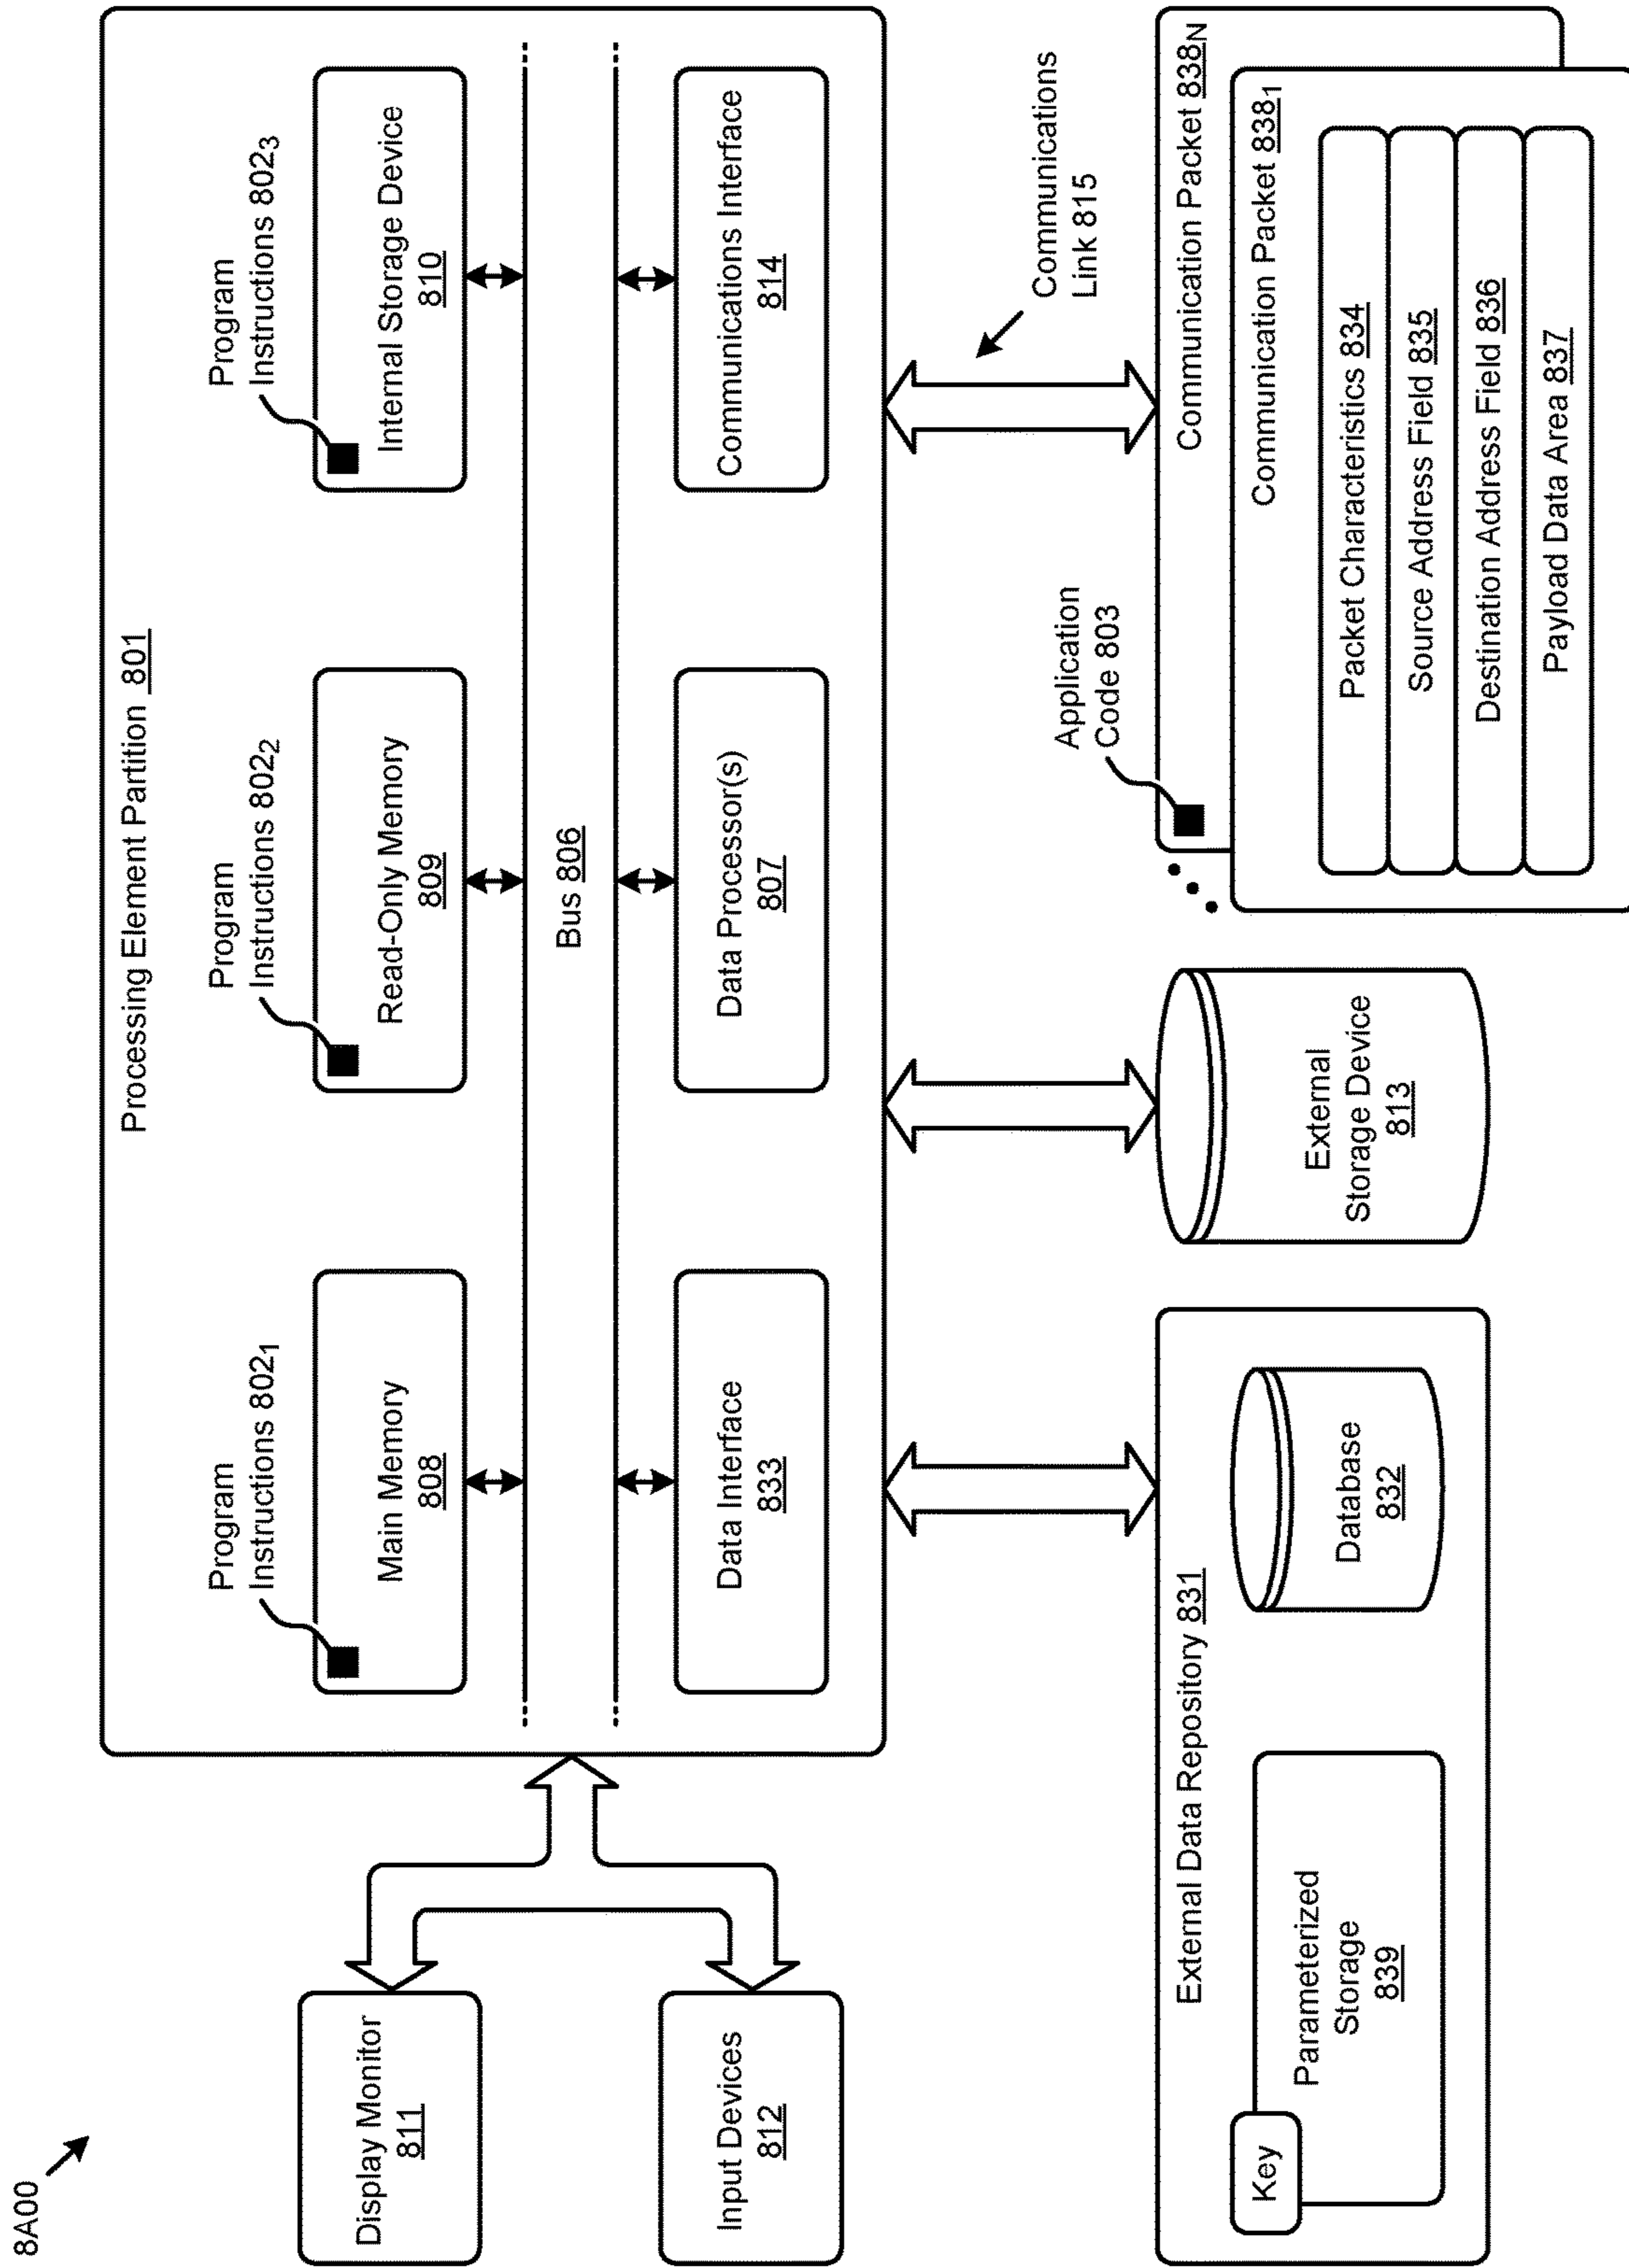 8A00
Processing Element Partition 801
Program
Instructions 802₁
Program
Instructions 802₂
Program
Instructions 802₃
Main Memory
808
Read-Only Memory
809
Internal Storage Device
810
Display Monitor
811
Bus 806
Input Devices
812
Data Interface
833
Data Processor(s)
807
Communications Interface
814
Communications
Link 815
Application
Code 803
External Data Repository 831
Key
Parameterized
Storage
839
Database
832
External
Storage Device
813
Communication Packet 838N
Communication Packet 838₁
Packet Characteristics 834
Source Address Field 835
Destination Address Field 836
Payload Data Area 837